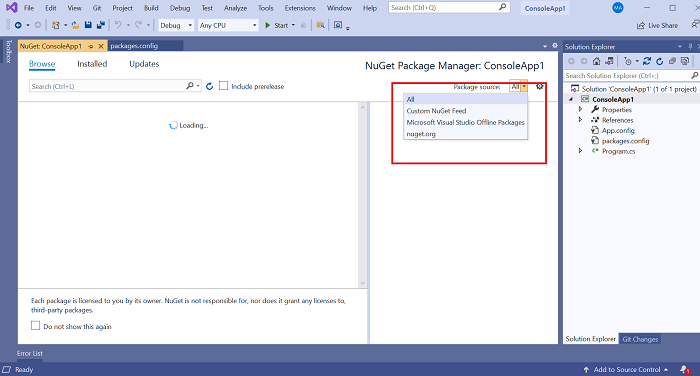 File Edit View Git Project Build Debug Test Analyze Tools Extensions Window Help Search (Ctrl+Q) ConsoleApp1 MA
Debug Any CPU Start Live Share
Toolbox
NuGet: ConsoleApp1 packages.config
Browse Installed Updates
NuGet Package Manager: ConsoleApp1
Search (Ctrl+L) Include prerelease
Package source: All
All
Custom NuGet Feed
Microsoft Visual Studio Offline Packages
nuget.org
Loading...
Each package is licensed to you by its owner. NuGet is not responsible, nor does it grant any licenses to,
third-party packages.
Do not show this again
Solution Explorer
Search Solution Explorer (Ctrl+;)
Solution 'ConsoleApp1' (1 of 1 project)
ConsoleApp1
Properties
References
App.config
packages.config
C# Program.cs
Solution Explorer Git Changes
Error List
Ready Add to Source Control 1